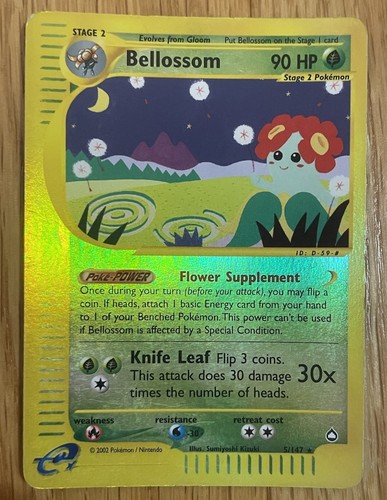 STAGE 2
Evolves from Gloom
Put Bellossom on the Stage 1 card
Bellossom
90 HP
Stage 2 Pokémon
ID: D-59-#
Poké-POWER Flower Supplement
Once during your turn (before your attack), you may flip a
coin. If heads, attach 1 basic Energy card from your hand
to 1 of your Benched Pokémon. This power can't be used
if Bellossom is affected by a Special Condition.
Knife Leaf Flip 3 coins.
This attack does 30 damage
times the number of heads.
30x
weakness
resistance
-30
retreat cost
e
© 2002 Pokémon / Nintendo
Illus. Sumiyoshi Kizuki
5/147 ★